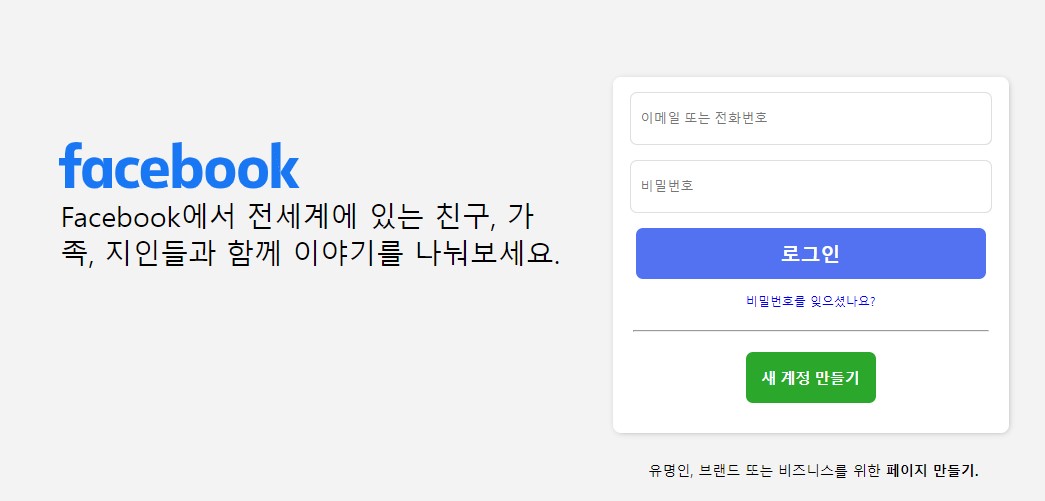 facebook
Facebook에서 전세계에 있는 친구, 가
족, 지인들과 함께 이야기를 나눠보세요.
이메일 또는 전화번호
비밀번호
로그인
비밀번호를 잊으셨나요?
새 계정 만들기
유명인, 브랜드 또는 비즈니스를 위한 페이지 만들기.